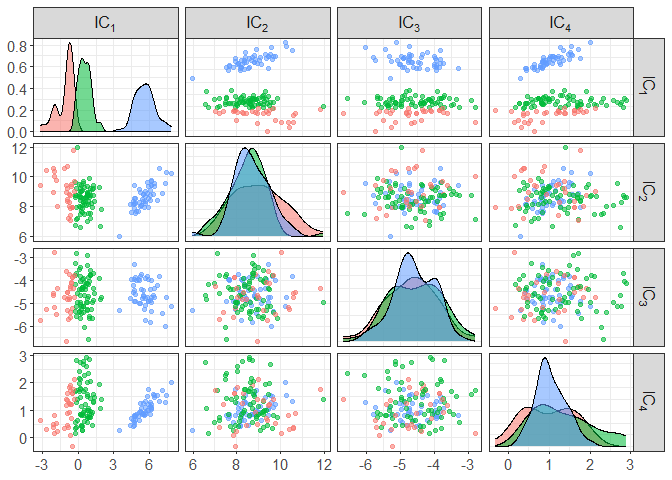 IC₁ IC₂ IC₃ IC₄
0.8
0.6
0.4
0.2
0.0
IC₁
12
10
8
6
IC₂
-3
-4
-5
-6
IC₃
3
2
1
0
IC₄
-3 0 3 6 6 8 10 12 -6 -5 -4 -3 0 1 2 3